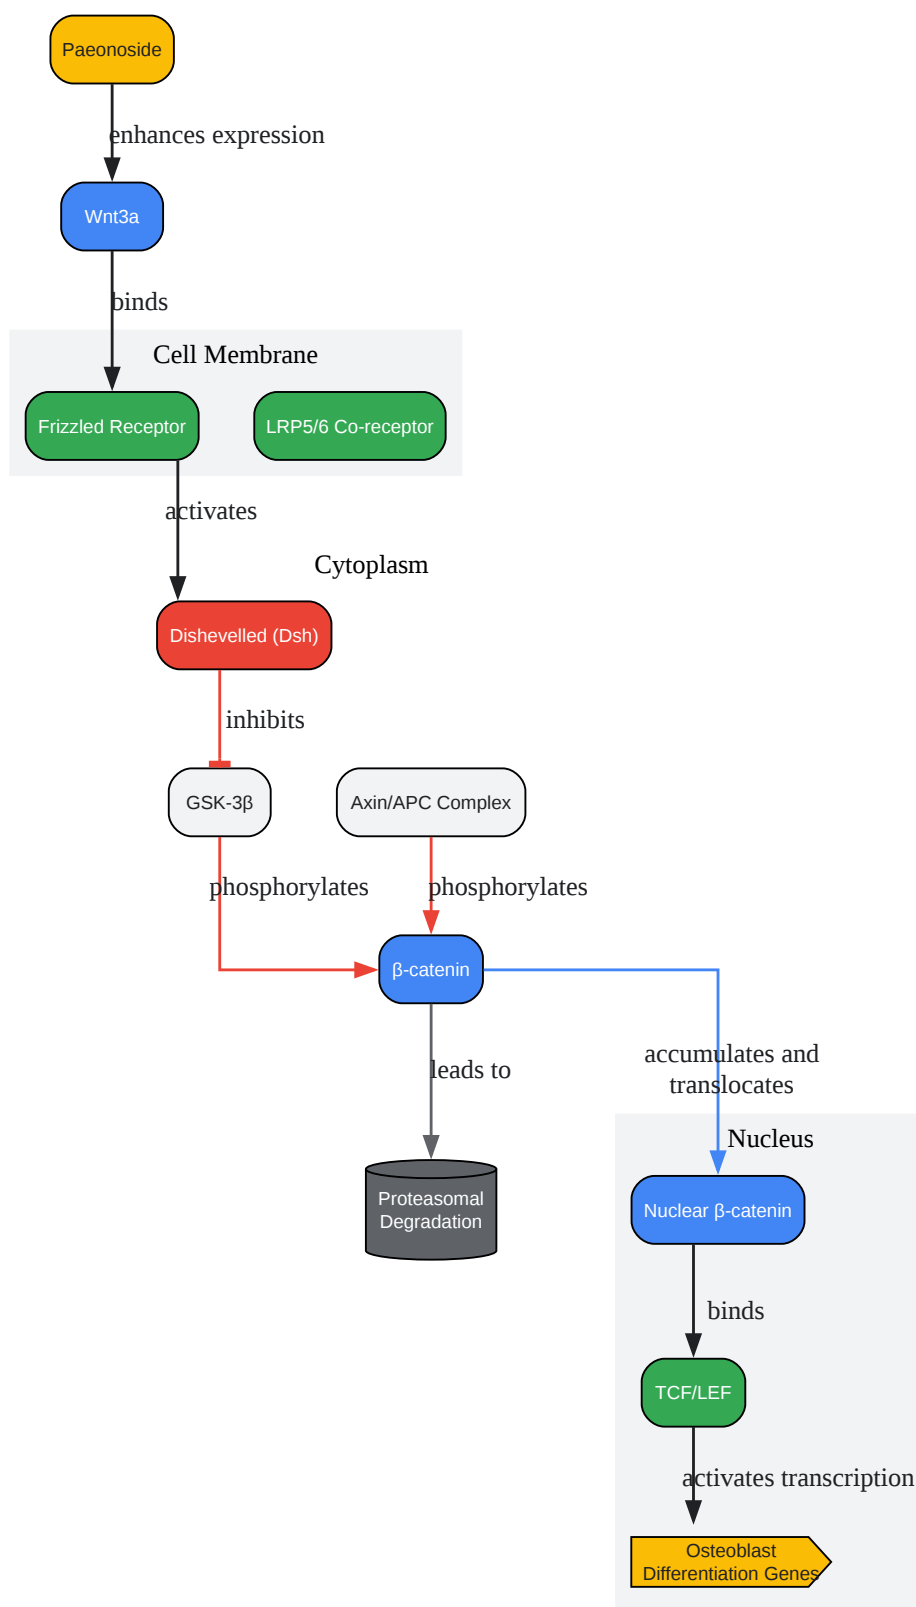 Paeonoside
enhances expression
Wnt3a
binds
Cell Membrane
Frizzled Receptor
LRP5/6 Co-receptor
activates
Cytoplasm
Dishevelled (Dsh)
inhibits
GSK-3β
Axin/APC Complex
phosphorylates
phosphorylates
β-catenin
accumulates and
translocates
leads to
Nucleus
Proteasomal
Degradation
Nuclear β-catenin
binds
TCF/LEF
activates transcription
Osteoblast
Differentiation Genes